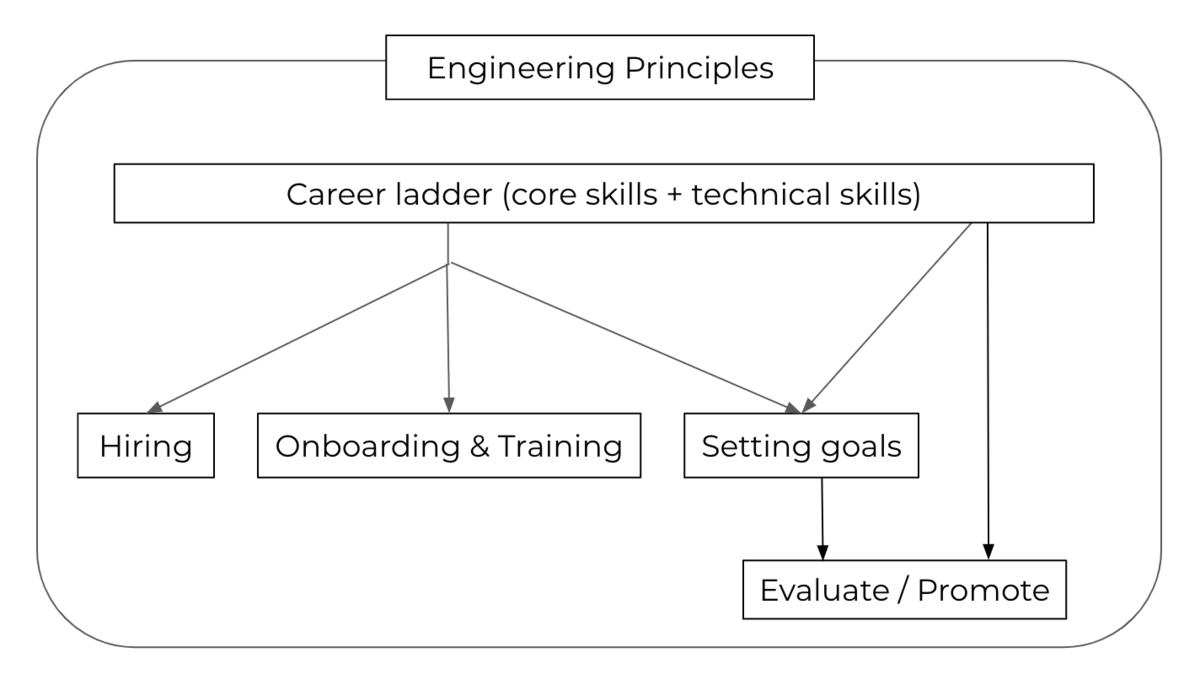 Engineering Principles
Career ladder (core skills + technical skills)
Hiring
Onboarding & Training
Setting goals
Evaluate / Promote